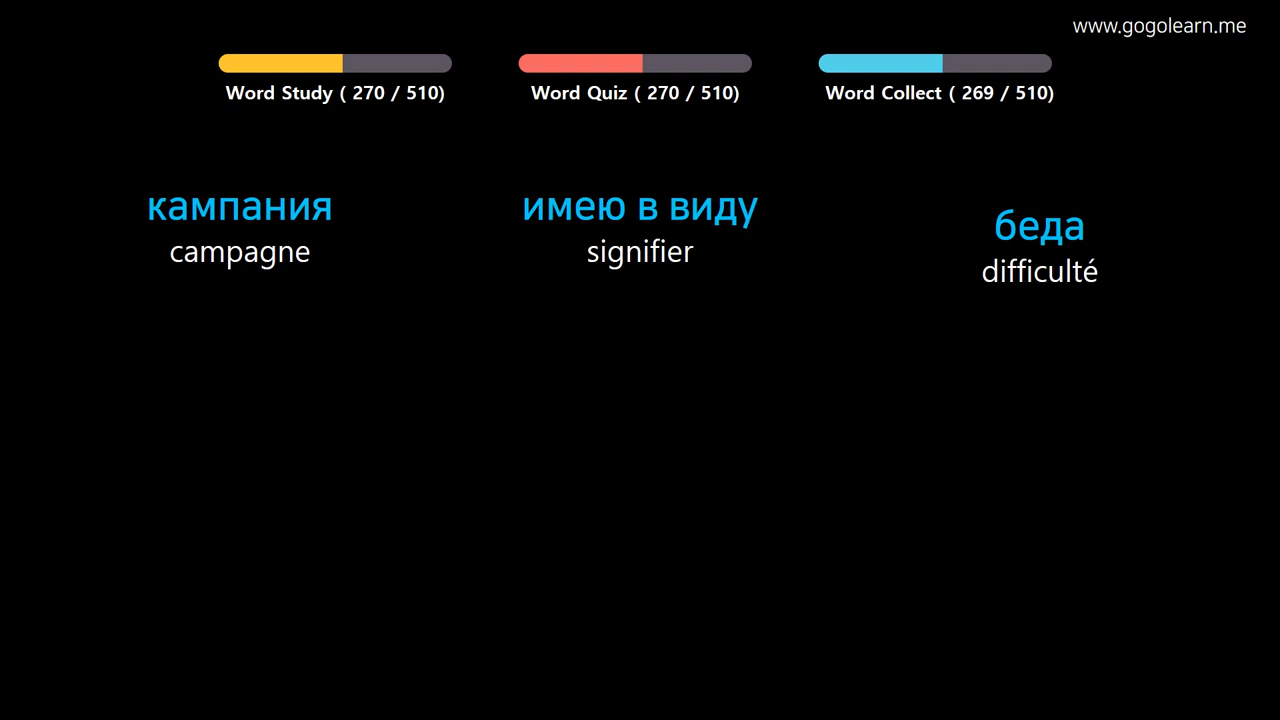 www.gogolearn.me
Word Study ( 270 / 510)
Word Quiz ( 270 / 510)
Word Collect ( 269 / 510)
кампания
campagne
имею в виду
signifier
беда
difficulté